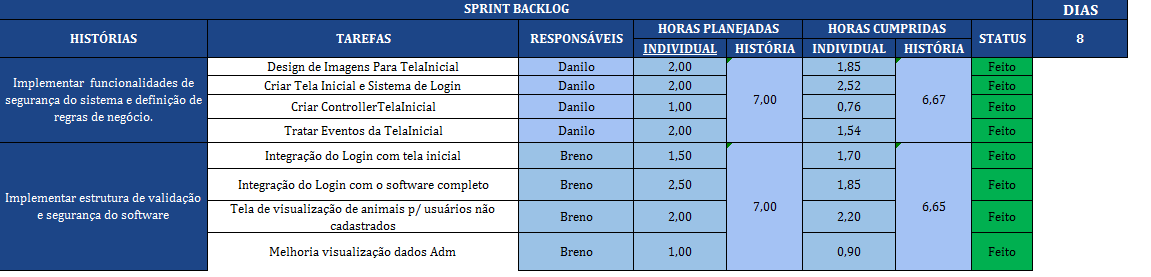 SPRINT BACKLOG
DIAS
HISTÓRIAS
TAREFAS
RESPONSÁVEIS
HORAS PLANEJADAS
HORAS CUMPRIDAS
STATUS
8
INDIVIDUAL
HISTÓRIA
INDIVIDUAL
HISTÓRIA
Implementar funcionalidades de
segurança do sistema e definição de
regras de negócio.
Design de Imagens Para TelaInicial
Danilo
2,00
7,00
1,85
6,67
Feito
Criar Tela Inicial e Sistema de Login
Danilo
2,00
2,52
Feito
Criar ControllerTelaInicial
Danilo
1,00
0,76
Feito
Tratar Eventos da TelaInicial
Danilo
2,00
1,54
Feito
Implementar estrutura de validação
e segurança do software
Integração do Login com tela inicial
Breno
1,50
7,00
1,70
6,65
Feito
Integração do Login com o software completo
Breno
2,50
1,85
Feito
Tela de visualização de animais p/ usuários não
cadastrados
Breno
2,00
2,20
Feito
Melhoria visualização dados Adm
Breno
1,00
0,90
Feito